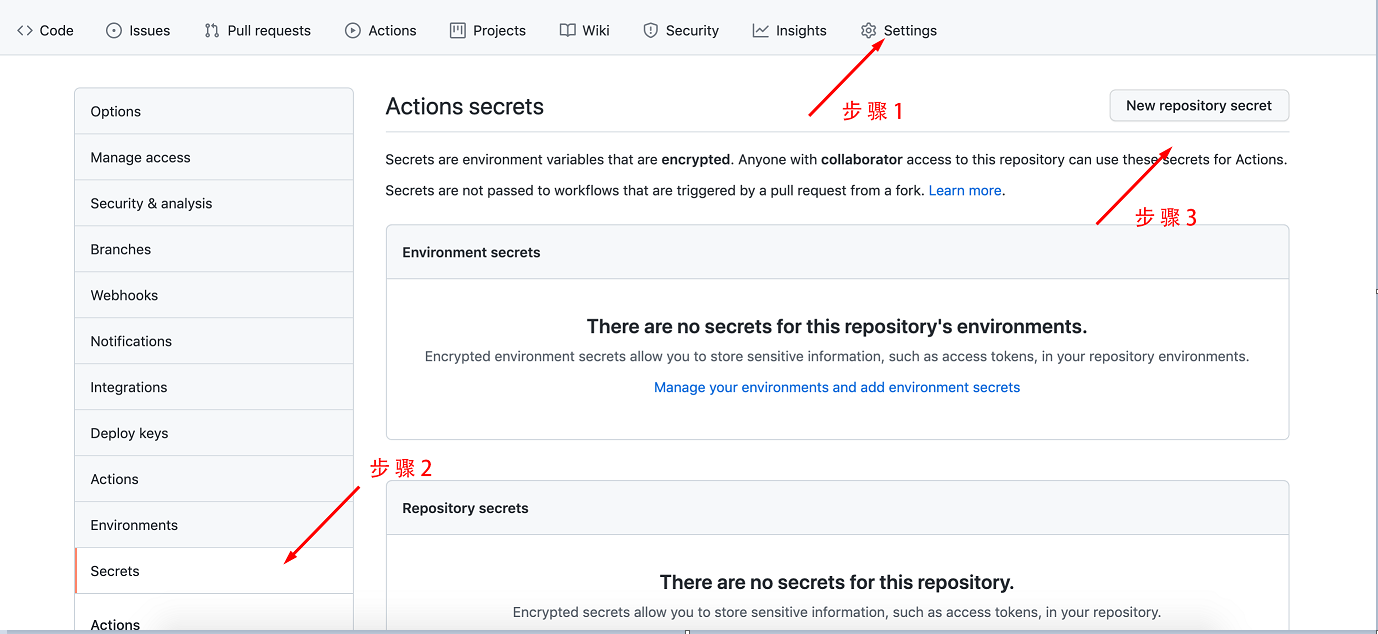 Code Issues Pull requests Actions Projects Wiki Security Insights Settings
步骤1
Options
Manage access
Security & analysis
Branches
Webhooks
Notifications
Integrations
Deploy keys
Actions
Environments
Secrets
Actions
步骤2
Actions secrets
New repository secret
Secrets are environment variables that are encrypted. Anyone with collaborator access to this repository can use these secrets for Actions.
Secrets are not passed to workflows that are triggered by a pull request from a fork. Learn more.
步骤3
Environment secrets
There are no secrets for this repository's environments.
Encrypted environment secrets allow you to store sensitive information, such as access tokens, in your repository environments.
Manage your environments and add environment secrets
Repository secrets
There are no secrets for this repository.
Encrypted secrets allow you to store sensitive information, such as access tokens, in your repository.